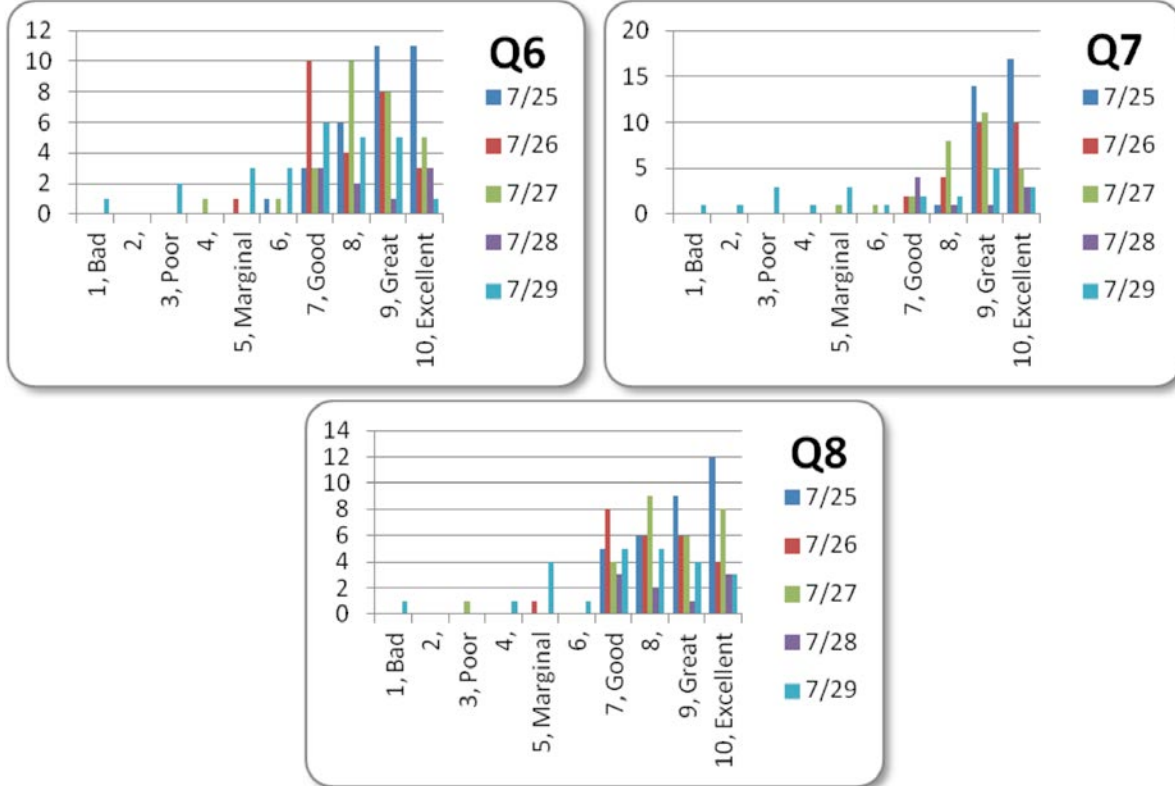 Q6
12
10
8
6
4
2
0
1, Bad
2,
3, Poor
4,
5, Marginal
6,
7, Good
8,
9, Great
10, Excellent
7/25
7/26
7/27
7/28
7/29
Q7
20
15
10
5
0
1, Bad
2,
3, Poor
4,
5, Marginal
6,
7, Good
8,
9, Great
10, Excellent
7/25
7/26
7/27
7/28
7/29
Q8
14
12
10
8
6
4
2
0
1, Bad
2,
3, Poor
4,
5, Marginal
6,
7, Good
8,
9, Great
10, Excellent
7/25
7/26
7/27
7/28
7/29